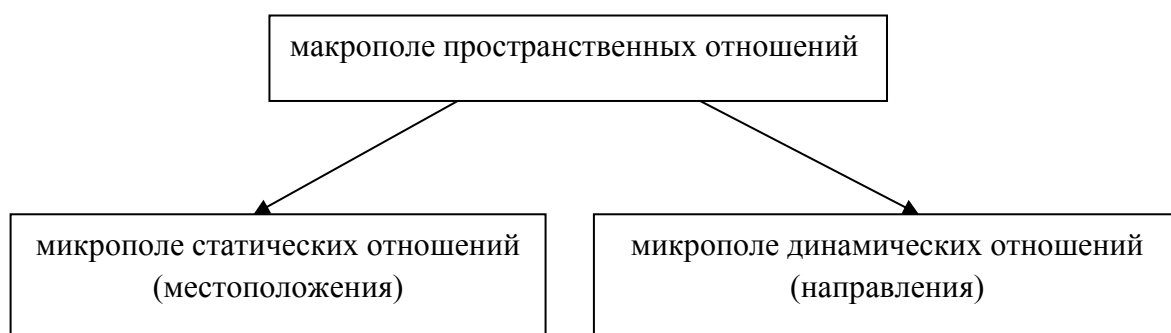 макрополе пространственных отношений
микрополе статических отношений
(местоположения)
микрополе динамических отношений
(направления)